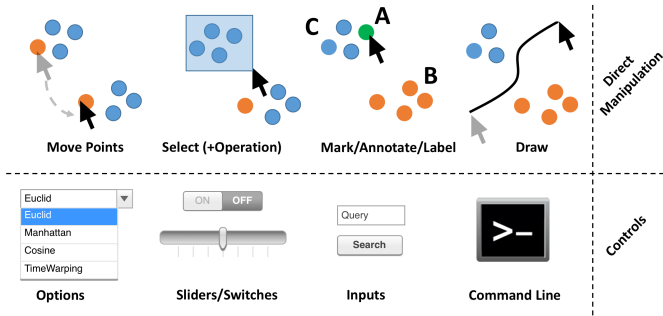 C
A
B
Move Points
Select (+Operation)
Mark/Annotate/Label
Draw
Direct
Manipulation
Euclid
Euclid
Manhattan
Cosine
TimeWarping
ON
OFF
Query
Search
>_
Options
Sliders/Switches
Inputs
Command Line
Controls